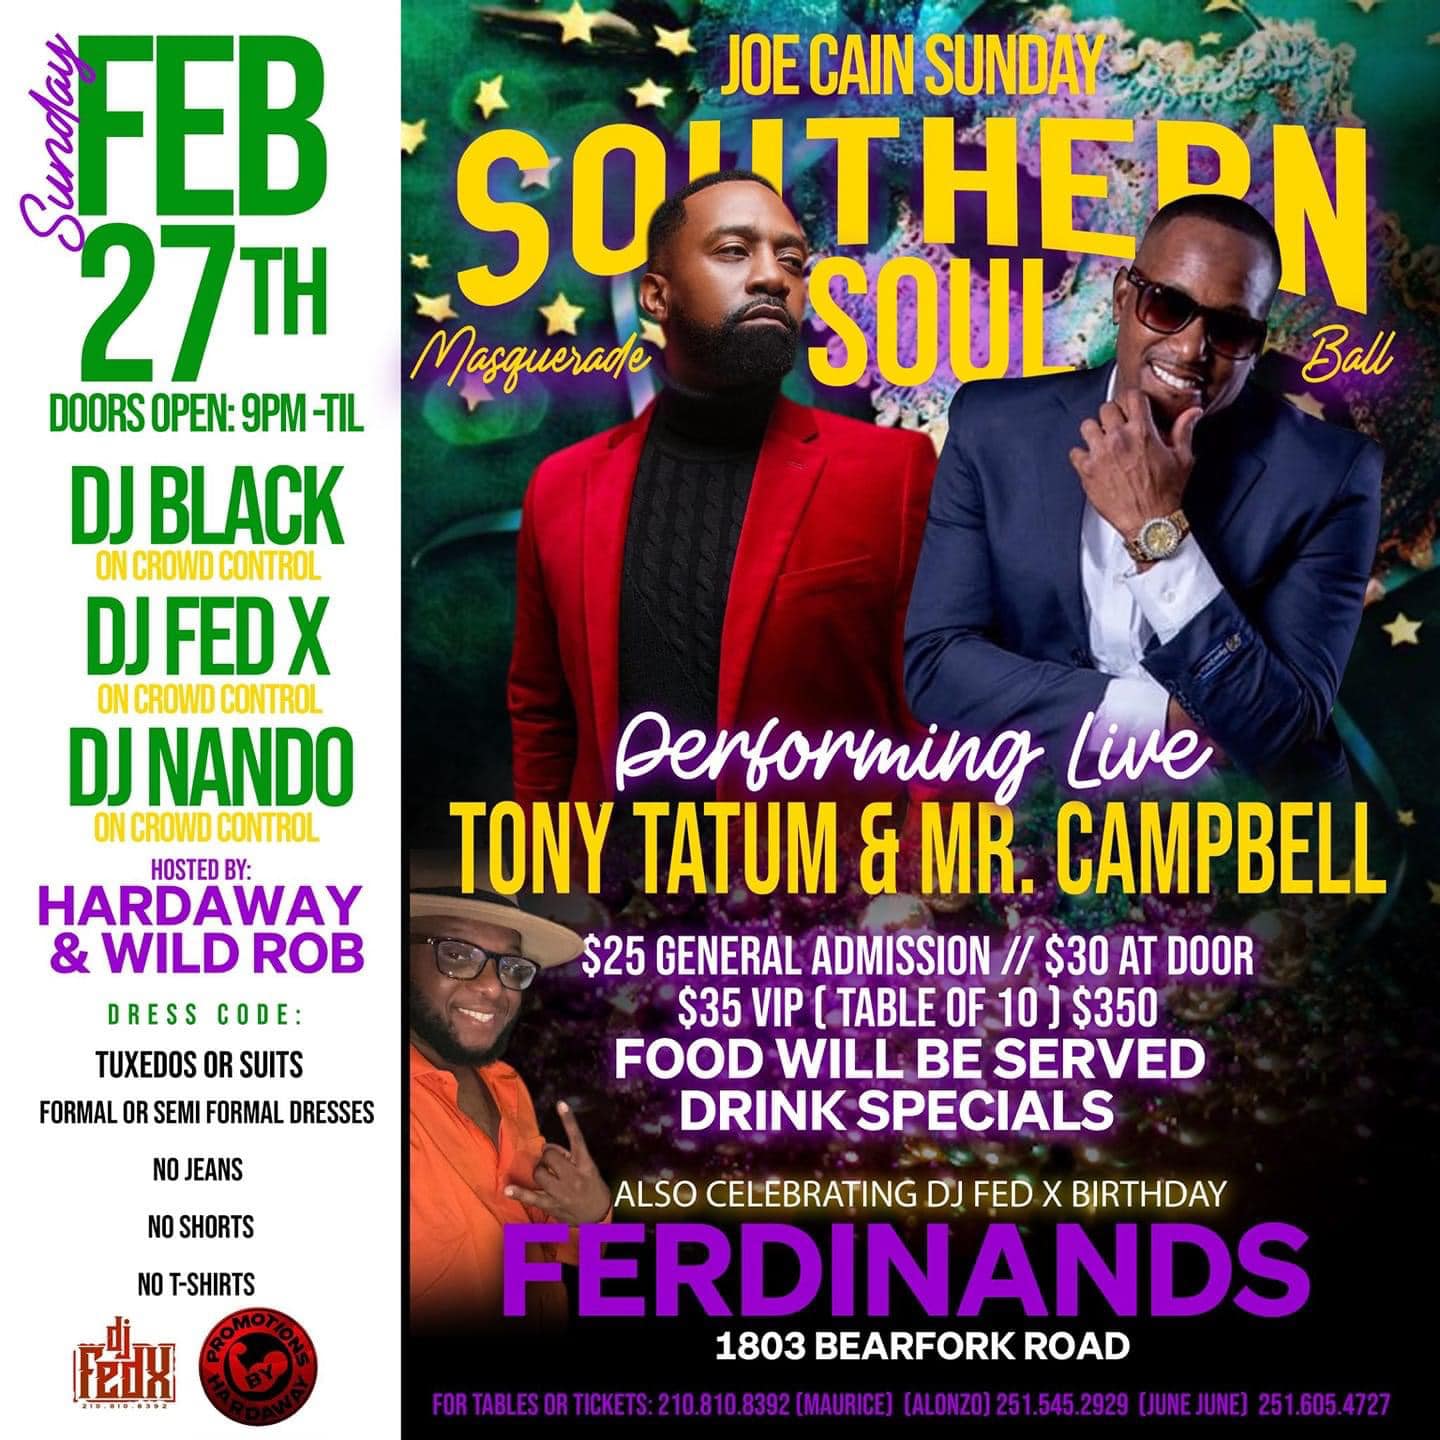 Sunday
FEB
27TH
DOORS OPEN: 9PM -TIL
DJ BLACK
ON CROWD CONTROL
DJ FED X
ON CROWD CONTROL
DJ NANDO
ON CROWD CONTROL
HOSTED BY:
HARDAWAY
& WILD ROB
DRESS CODE:
TUXEDOS OR SUITS
FORMAL OR SEMI FORMAL DRESSES
NO JEANS
NO SHORTS
NO T-SHIRTS
dj
FedX
210.810.8392
PROMOTIONS
BY
HARDAWAY
JOE CAIN SUNDAY
SOUTHERN
SOUL
Masquerade
Ball
Performing Live
TONY TATUM & MR. CAMPBELL
$25 GENERAL ADMISSION // $30 AT DOOR
$35 VIP ( TABLE OF 10 ) $350
FOOD WILL BE SERVED
DRINK SPECIALS
ALSO CELEBRATING DJ FED X BIRTHDAY
FERDINANDS
1803 BEARFORK ROAD
FOR TABLES OR TICKETS: 210.810.8392 (MAURICE) (ALONZO) 251.545.2929 (JUNE JUNE) 251.605.4727